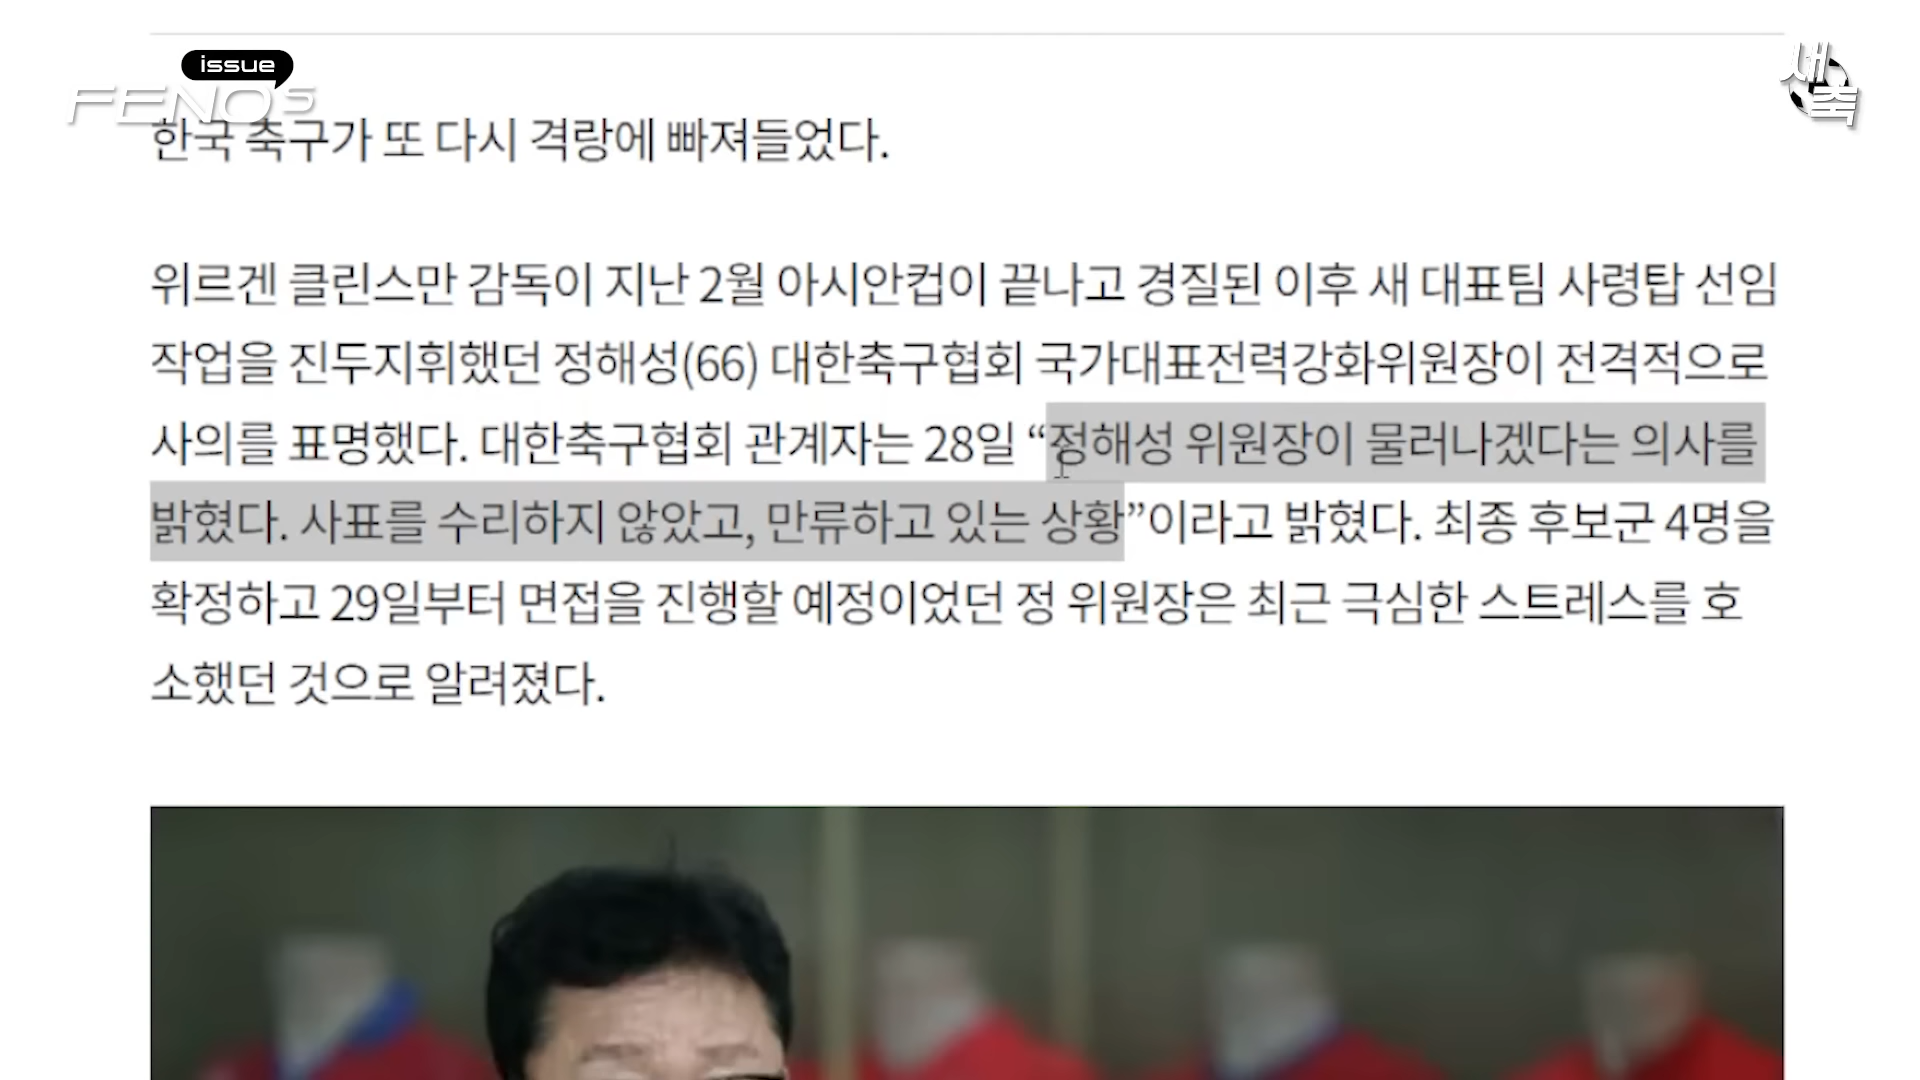 issue
FENO5
세축
한국 축구가 또 다시 격랑에 빠져들었다.
위르겐 클린스만 감독이 지난 2월 아시안컵이 끝나고 경질된 이후 새 대표팀 사령탑 선임
작업을 진두지휘했던 정해성(66) 대한축구협회 국가대표전력강화위원장이 전격적으로
사의를 표명했다. 대한축구협회 관계자는 28일 “정해성 위원장이 물러나겠다는 의사를
밝혔다. 사표를 수리하지 않았고, 만류하고 있는 상황”이라고 밝혔다. 최종 후보군 4명을
확정하고 29일부터 면접을 진행할 예정이었던 정 위원장은 최근 극심한 스트레스를 호
소했던 것으로 알려졌다.